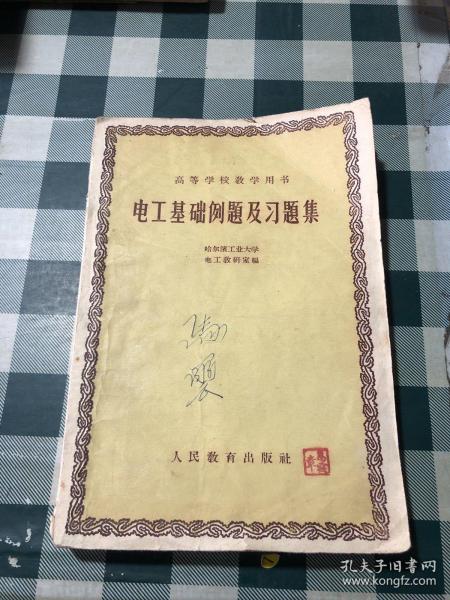 高等学校教学用书
电工基础例题及习题集
哈尔滨工业大学
电工教研室编
人民教育出版社
孔夫子旧书网
www.kongfz.com